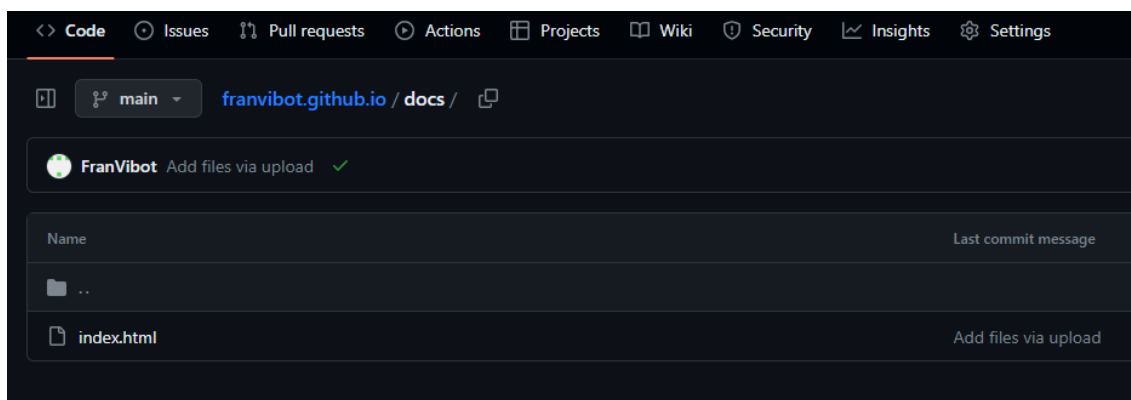 <> Code Issues Pull requests Actions Projects Wiki Security Insights Settings
main franvibot.github.io / docs /
FranVibot Add files via upload
Name Last commit message
..
index.html Add files via upload